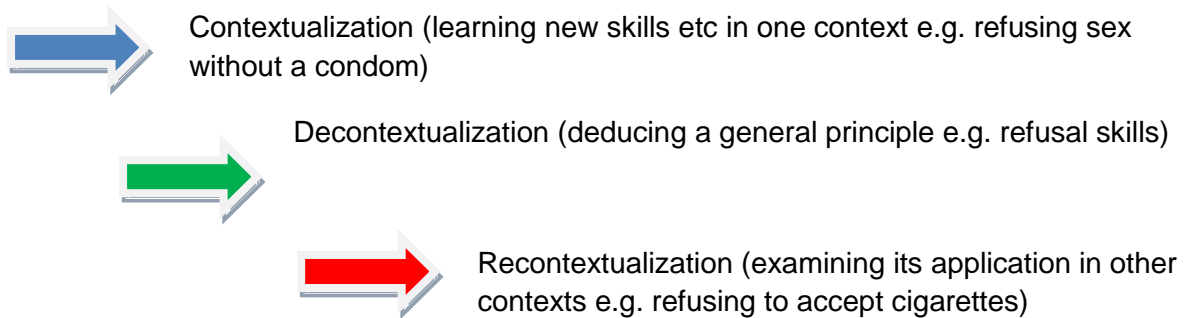 Contextualization (learning new skills etc in one context e.g. refusing sex
without a condom)
Decontextualization (deducing a general principle e.g. refusal skills)
Recontextualization (examining its application in other
contexts e.g. refusing to accept cigarettes)